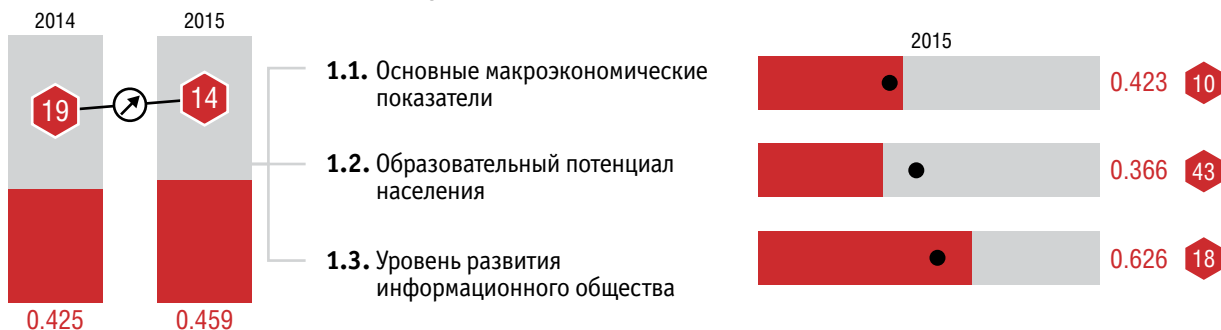 2014
2015
19
14
0.425
0.459
1.1. Основные макроэкономические
показатели
1.2. Образовательный потенциал
населения
1.3. Уровень развития
информационного общества
2015
0.423 10
0.366 43
0.626 18